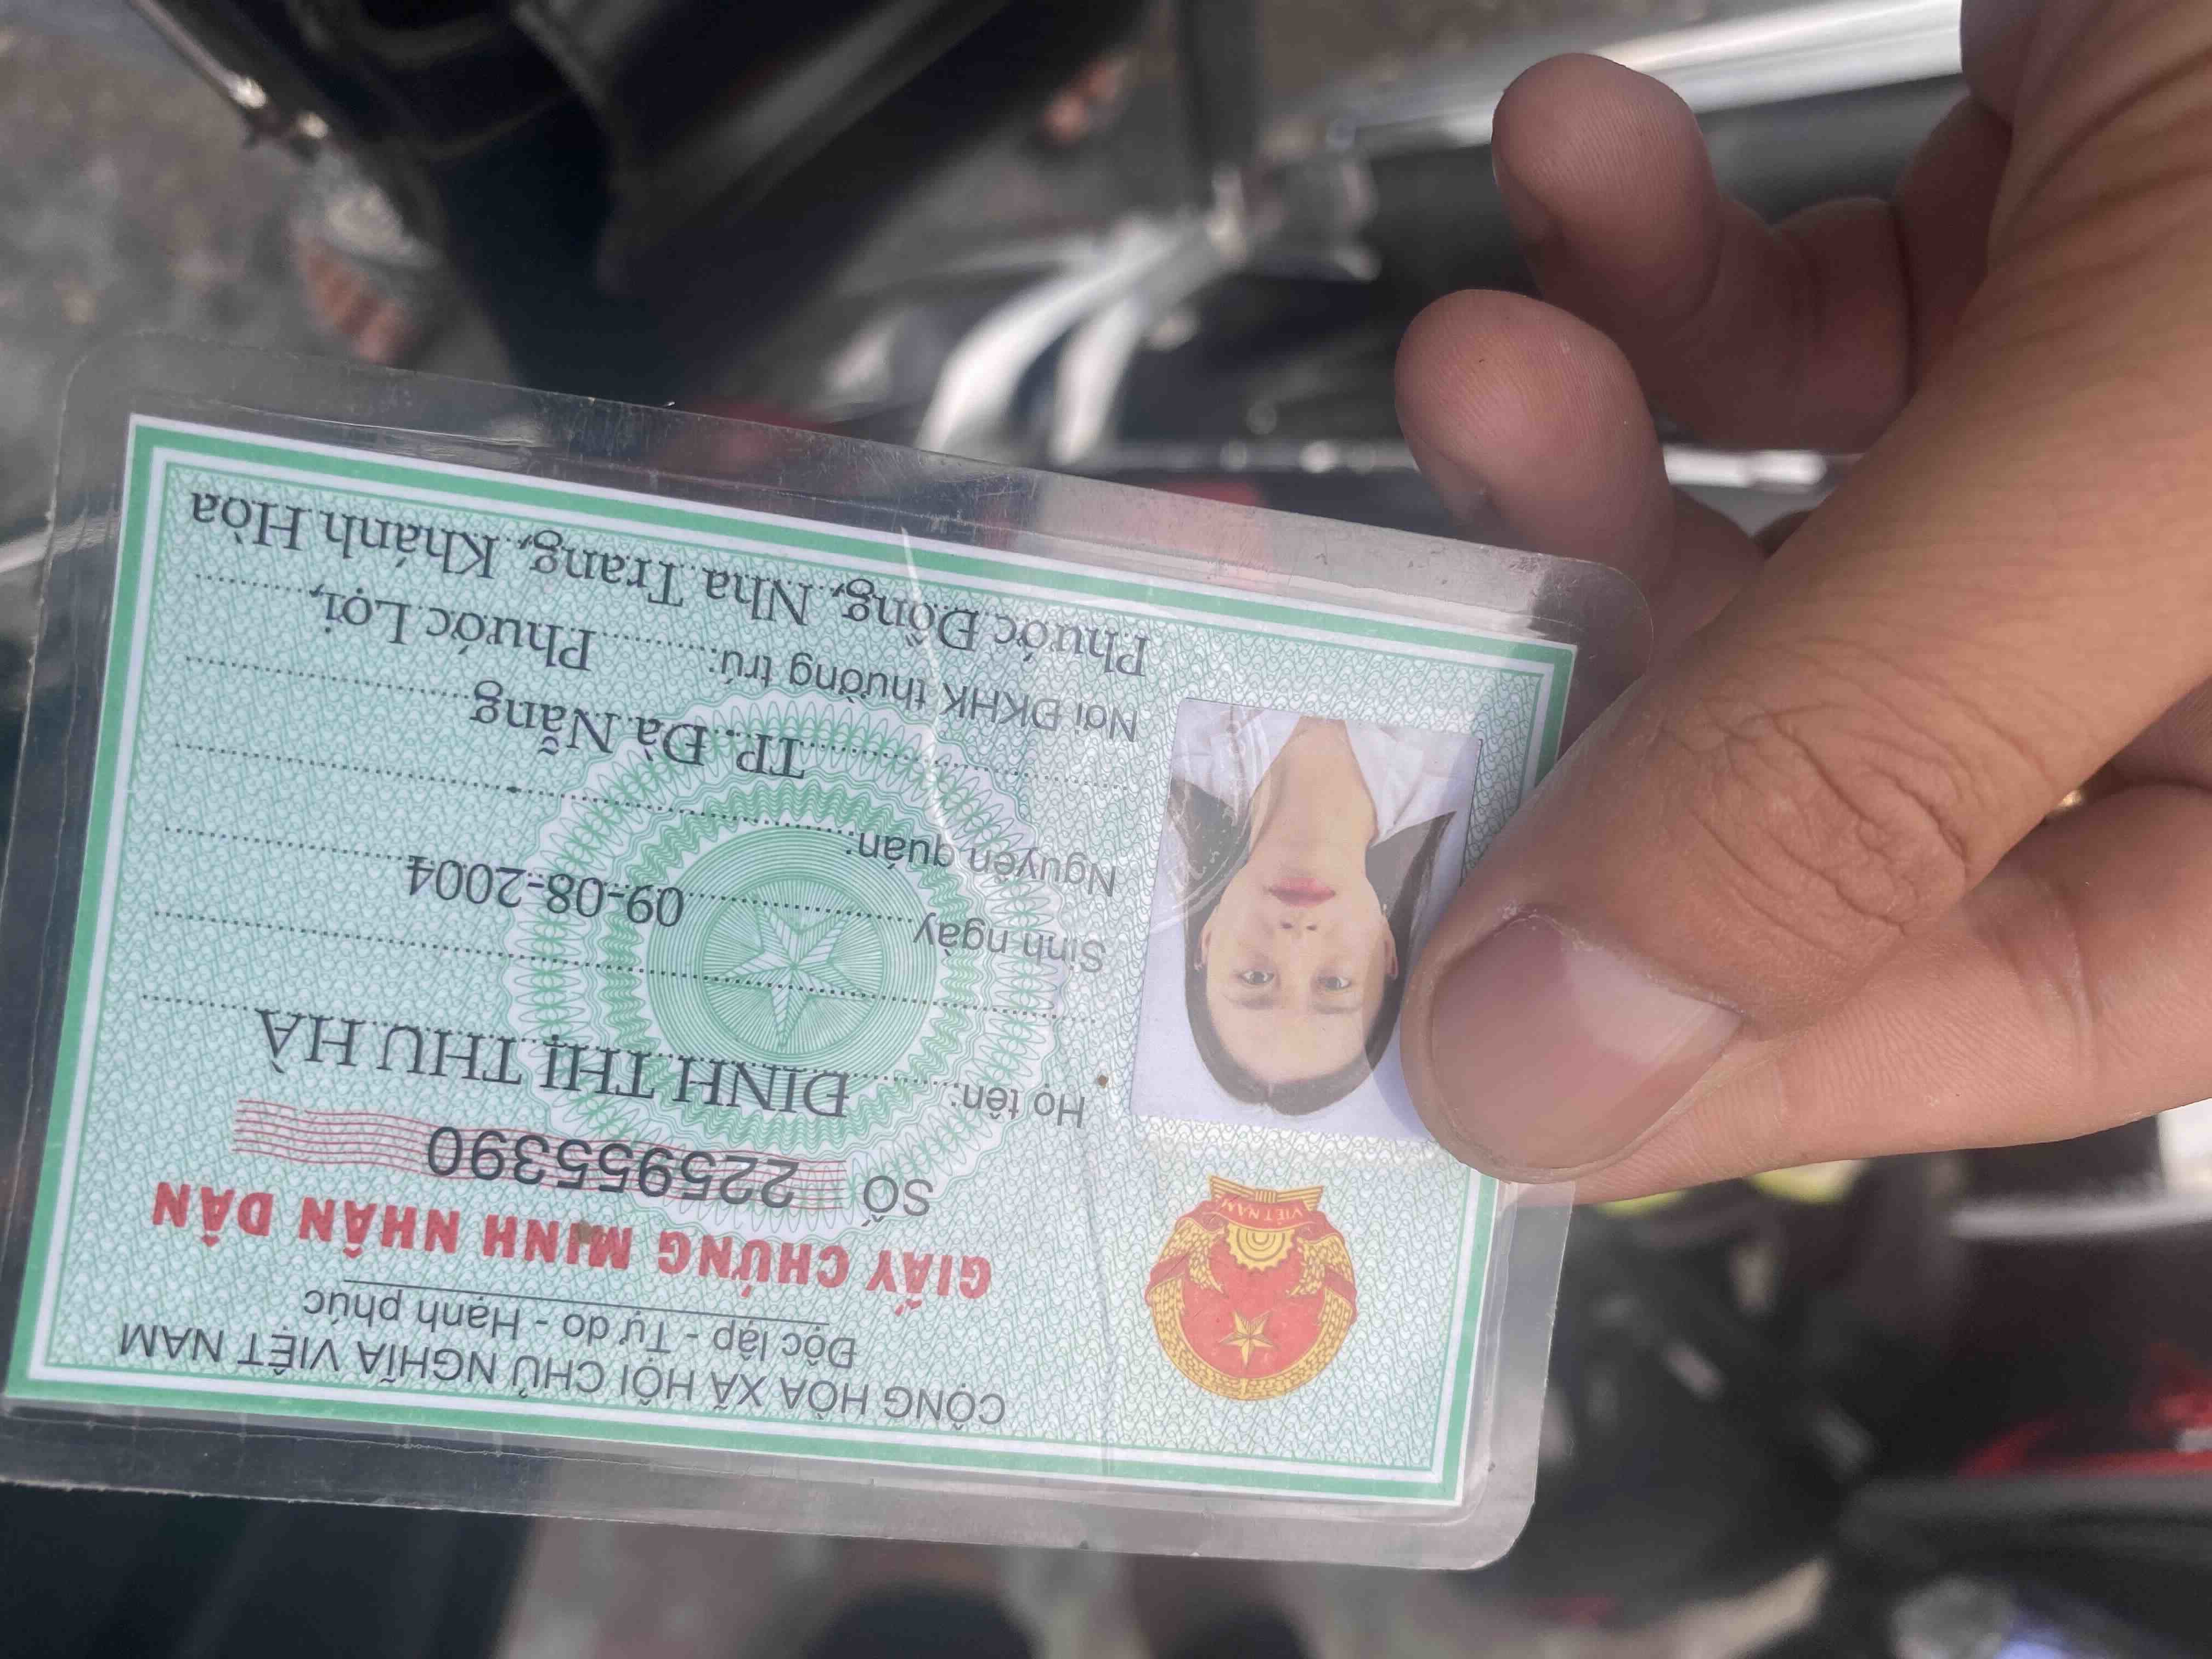 CỘNG HÒA XÃ HỘI CHỦ NGHĨA VIỆT NAM
Độc lập - Tự do - Hạnh phúc
GIẤY CHỨNG MINH NHÂN DÂN
SỐ 225955390
Họ tên: ĐINH THỊ THU HÀ
Sinh ngày 09-08-2004
Nguyên quán:
TP. Đà Nẵng
Nơi ĐKHK thường trú: Phước Lợi,
Phước Đồng, Nha Trang, Khánh Hòa
VIỆT NAM